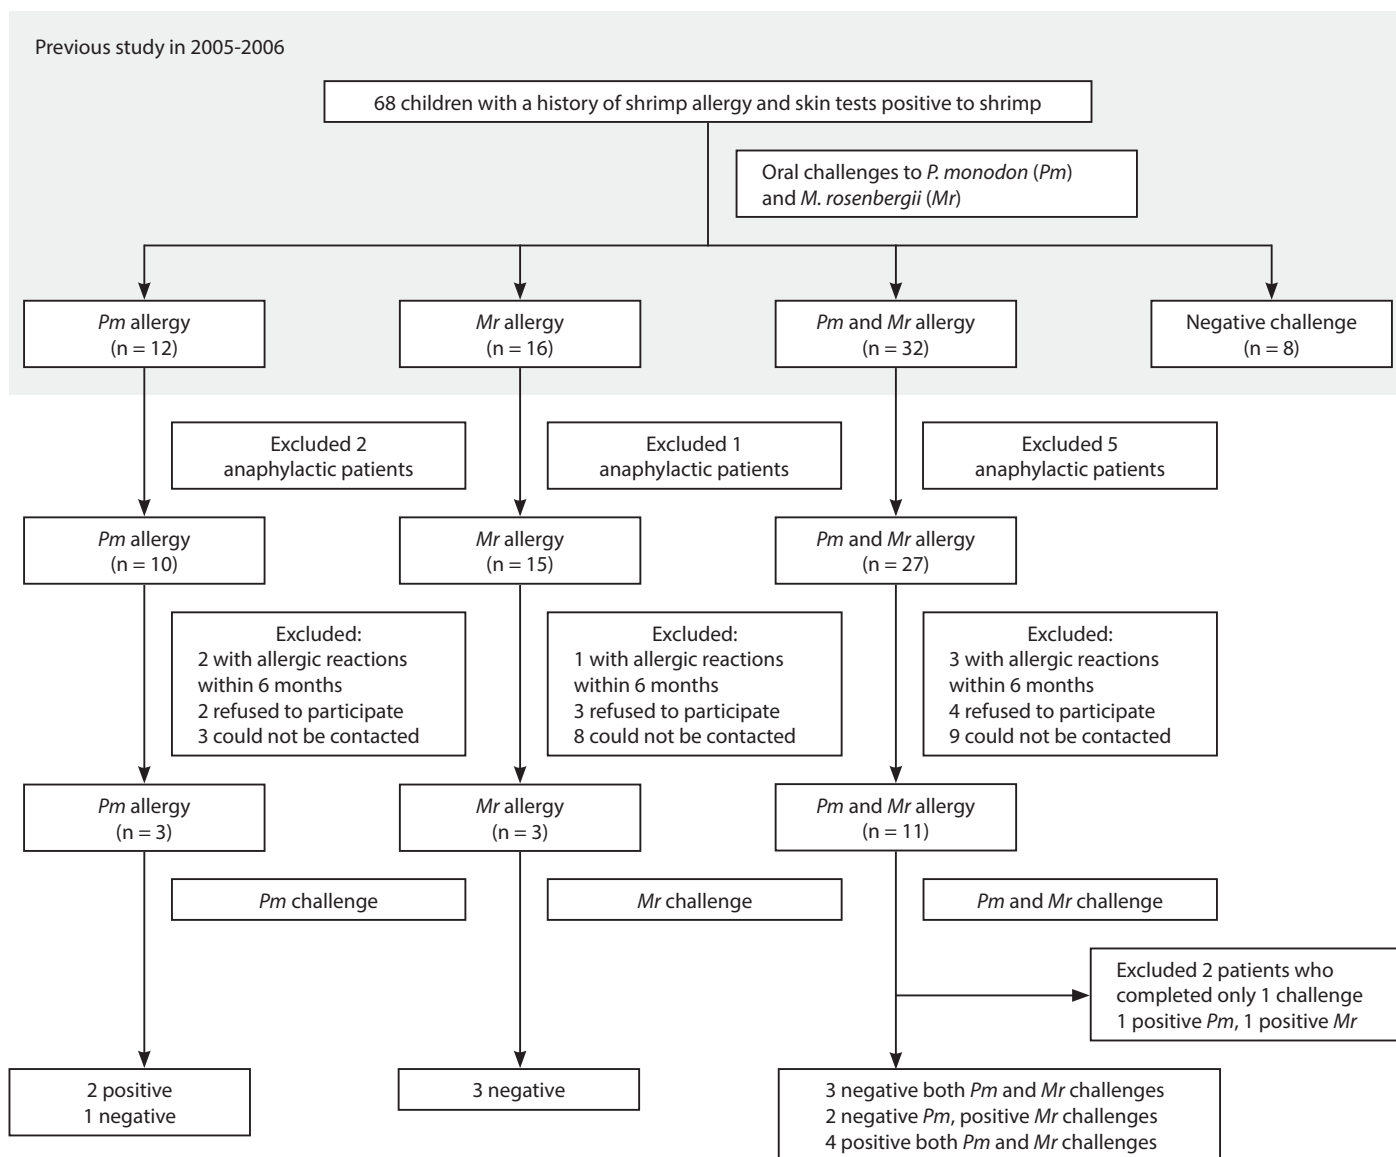 Previous study in 2005-2006
68 children with a history of shrimp allergy and skin tests positive to shrimp
Oral challenges to P. monodon (Pm)
and M. rosenbergii (Mr)
Pm allergy
(n = 12)
Mr allergy
(n = 16)
Pm and Mr allergy
(n = 32)
Negative challenge
(n = 8)
Excluded 2
anaphylactic patients
Excluded 1
anaphylactic patients
Excluded 5
anaphylactic patients
Pm allergy
(n = 10)
Mr allergy
(n = 15)
Pm and Mr allergy
(n = 27)
Excluded:
2 with allergic reactions
within 6 months
2 refused to participate
3 could not be contacted
Excluded:
1 with allergic reactions
within 6 months
3 refused to participate
8 could not be contacted
Excluded:
3 with allergic reactions
within 6 months
4 refused to participate
9 could not be contacted
Pm allergy
(n = 3)
Mr allergy
(n = 3)
Pm and Mr allergy
(n = 11)
Pm challenge
Mr challenge
Pm and Mr challenge
Excluded 2 patients who
completed only 1 challenge
1 positive Pm, 1 positive Mr
2 positive
1 negative
3 negative
3 negative both Pm and Mr challenges
2 negative Pm, positive Mr challenges
4 positive both Pm and Mr challenges